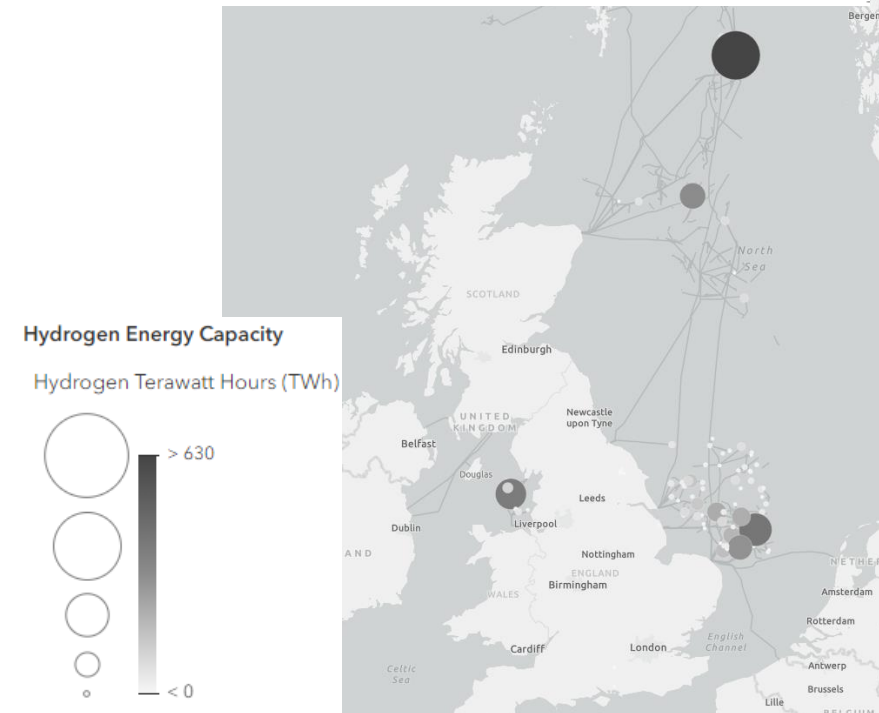 Bergen
North
Sea
SCOTLAND
Hydrogen Energy Capacity
Hydrogen Terawatt Hours (TWh)
> 630
< 0
Edinburgh
UNITED
KINGDOM
Newcastle
upon Tyne
Belfast
Douglas
Leeds
Dublin
Liverpool
AND
Nottingham
ENGLAND
Birmingham
WALES
NETHE
Amsterdam
Rotterdam
Cardiff
London
English
Channel
Celtic
Sea
Antwerp
Brussels
Lille
BELGIUM